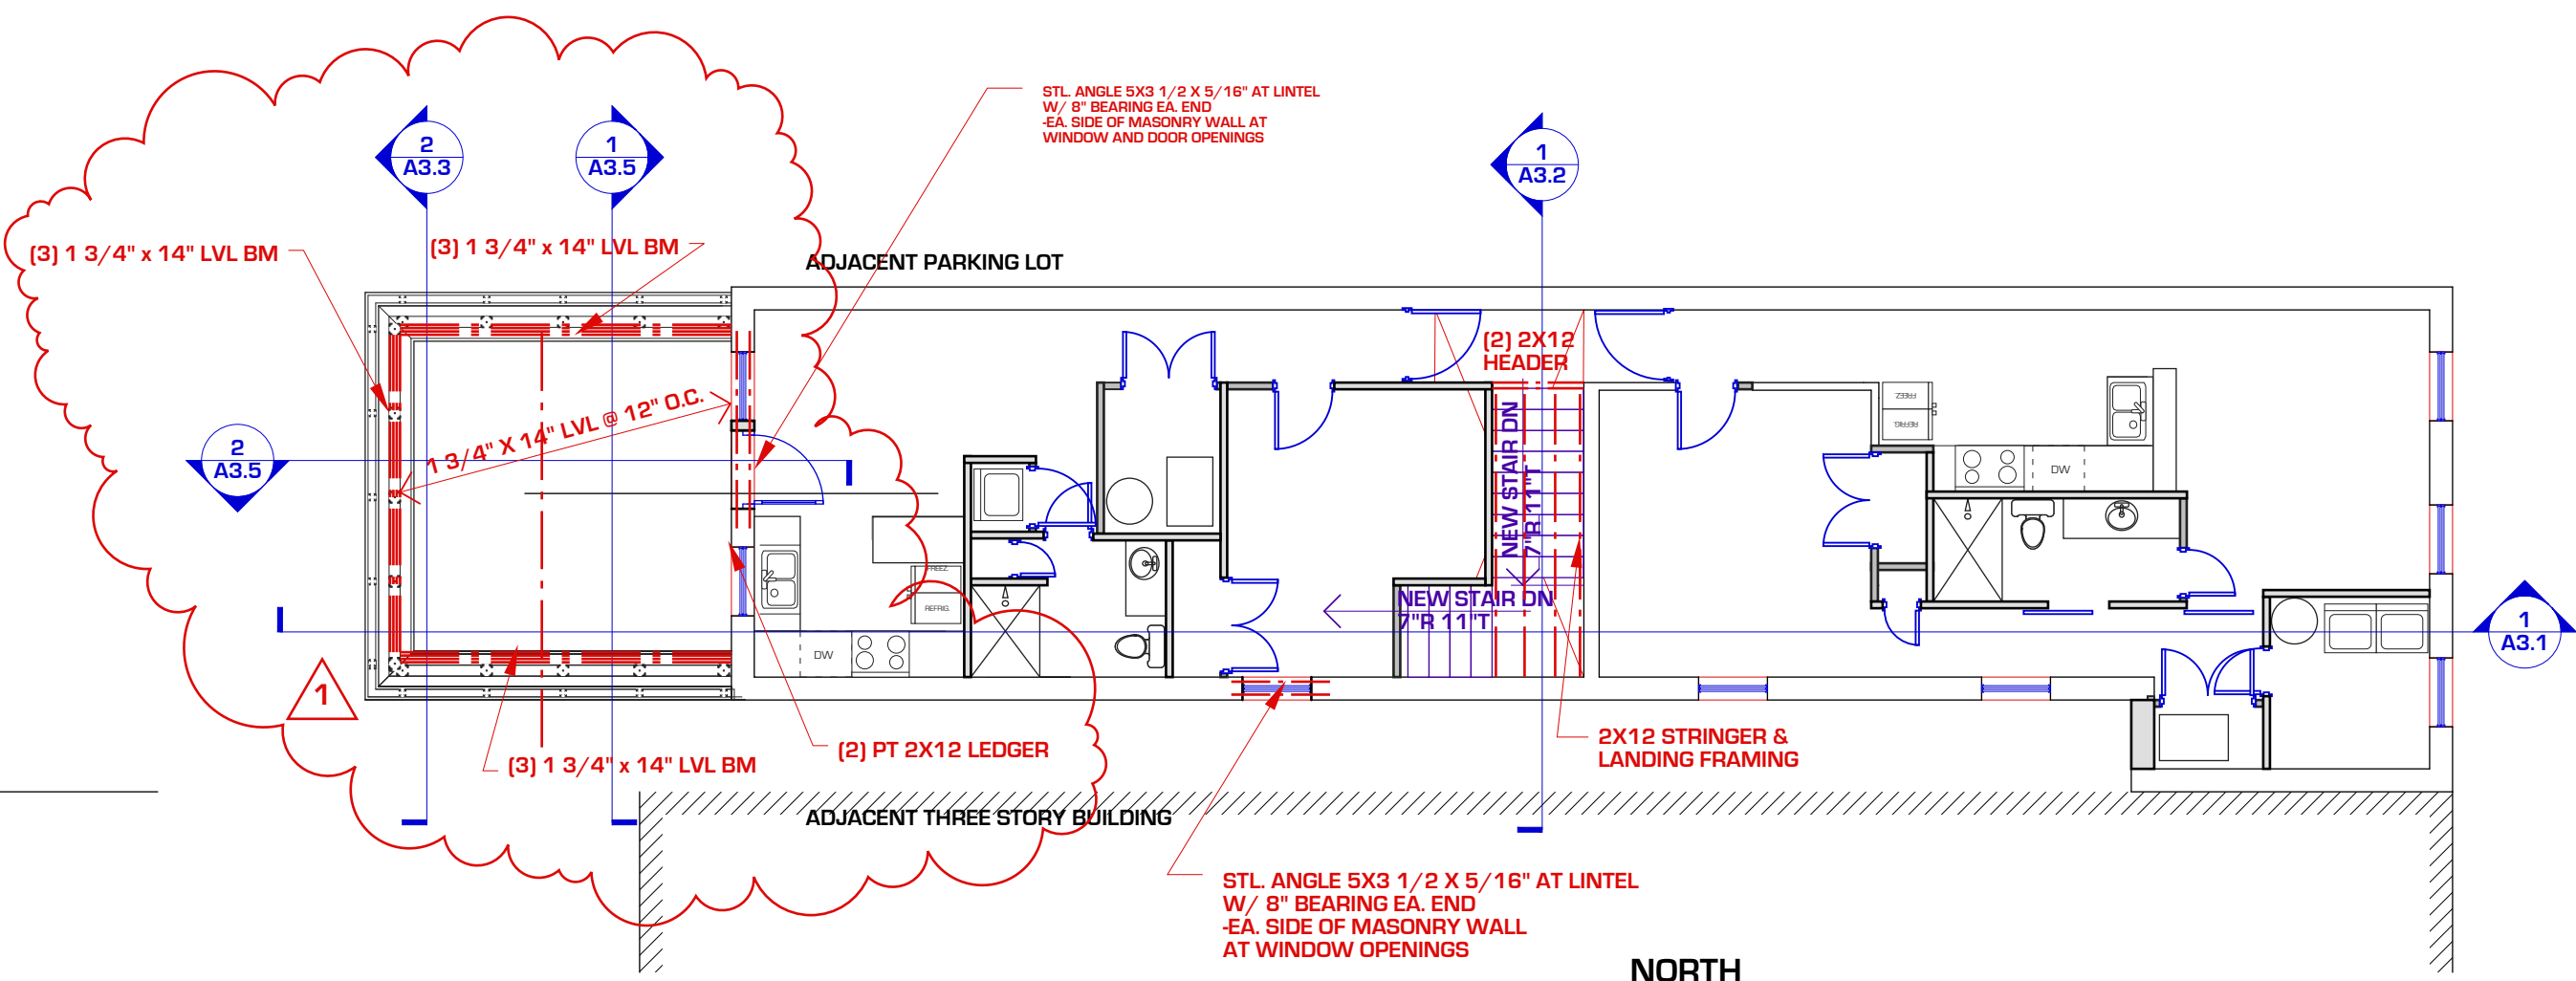 STL. ANGLE 5X3 1/2 X 5/16" AT LINTEL
W/ 8" BEARING EA. END
-EA. SIDE OF MASONRY WALL AT
WINDOW AND DOOR OPENINGS
2
A3.3
1
A3.5
1
A3.2
(3) 1 3/4" x 14" LVL BM
(3) 1 3/4" x 14" LVL BM
ADJACENT PARKING LOT
(2) 2X12
HEADER
1 3/4" X 14" LVL @ 12" O.C.
2
A3.5
NEW STAIR DN
7"R 11"T
FREEZ.
REFRIG.
DW
FREEZ.
REFRIG.
NEW STAIR DN
7"R 11"T
DW
1
A3.1
1
(2) PT 2X12 LEDGER
(3) 1 3/4" x 14" LVL BM
2X12 STRINGER &
LANDING FRAMING
ADJACENT THREE STORY BUILDING
STL. ANGLE 5X3 1/2 X 5/16" AT LINTEL
W/ 8" BEARING EA. END
-EA. SIDE OF MASONRY WALL
AT WINDOW OPENINGS
NORTH